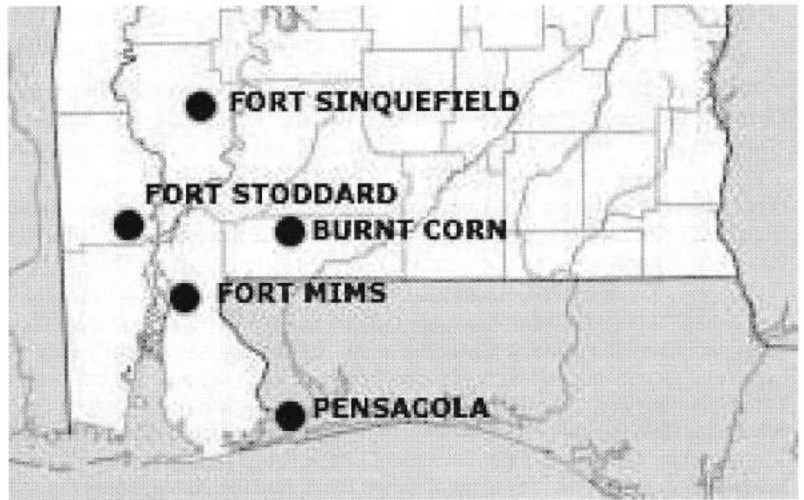 FORT SINQUEFIELD
FORT STODDARD
BURNT CORN
FORT MIMS
PENSACOLA